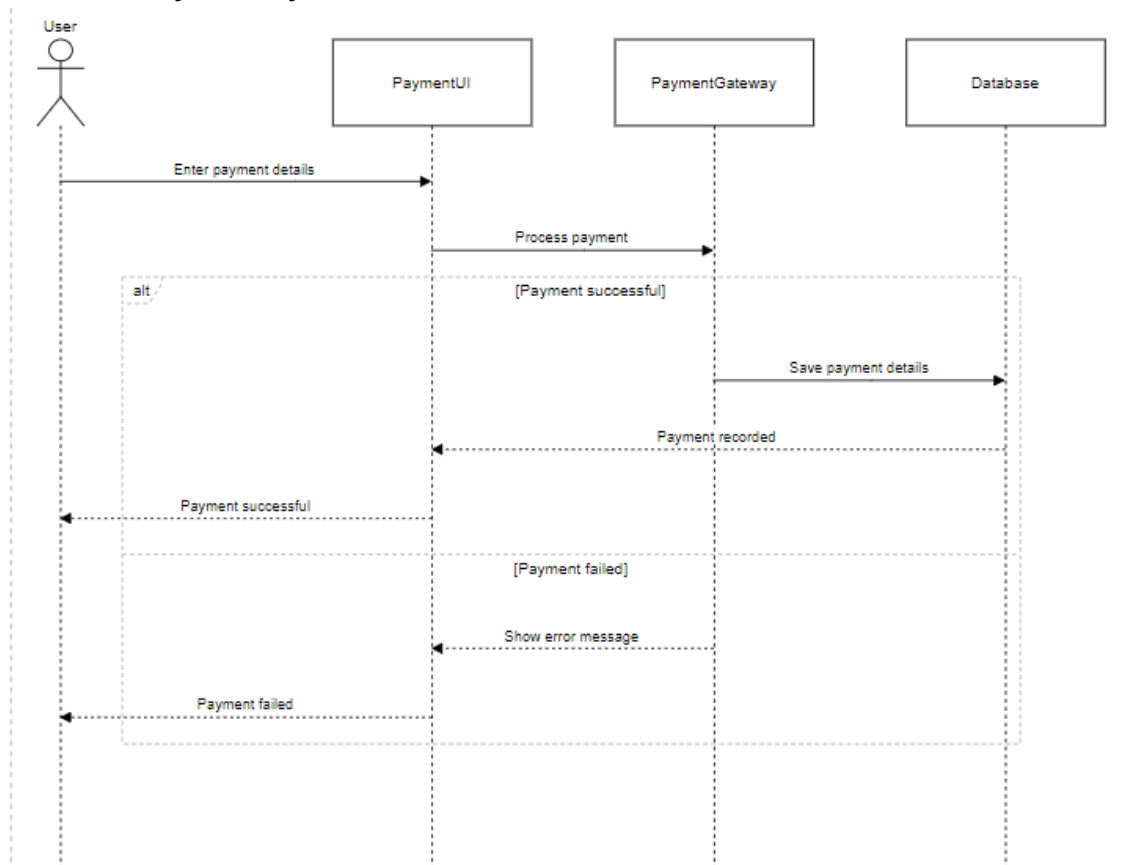 User
PaymentUI
PaymentGateway
Database
Enter payment details
Process payment
alt
[Payment successful]
Save payment details
Payment recorded
Payment successful
[Payment failed]
Show error message
Payment failed